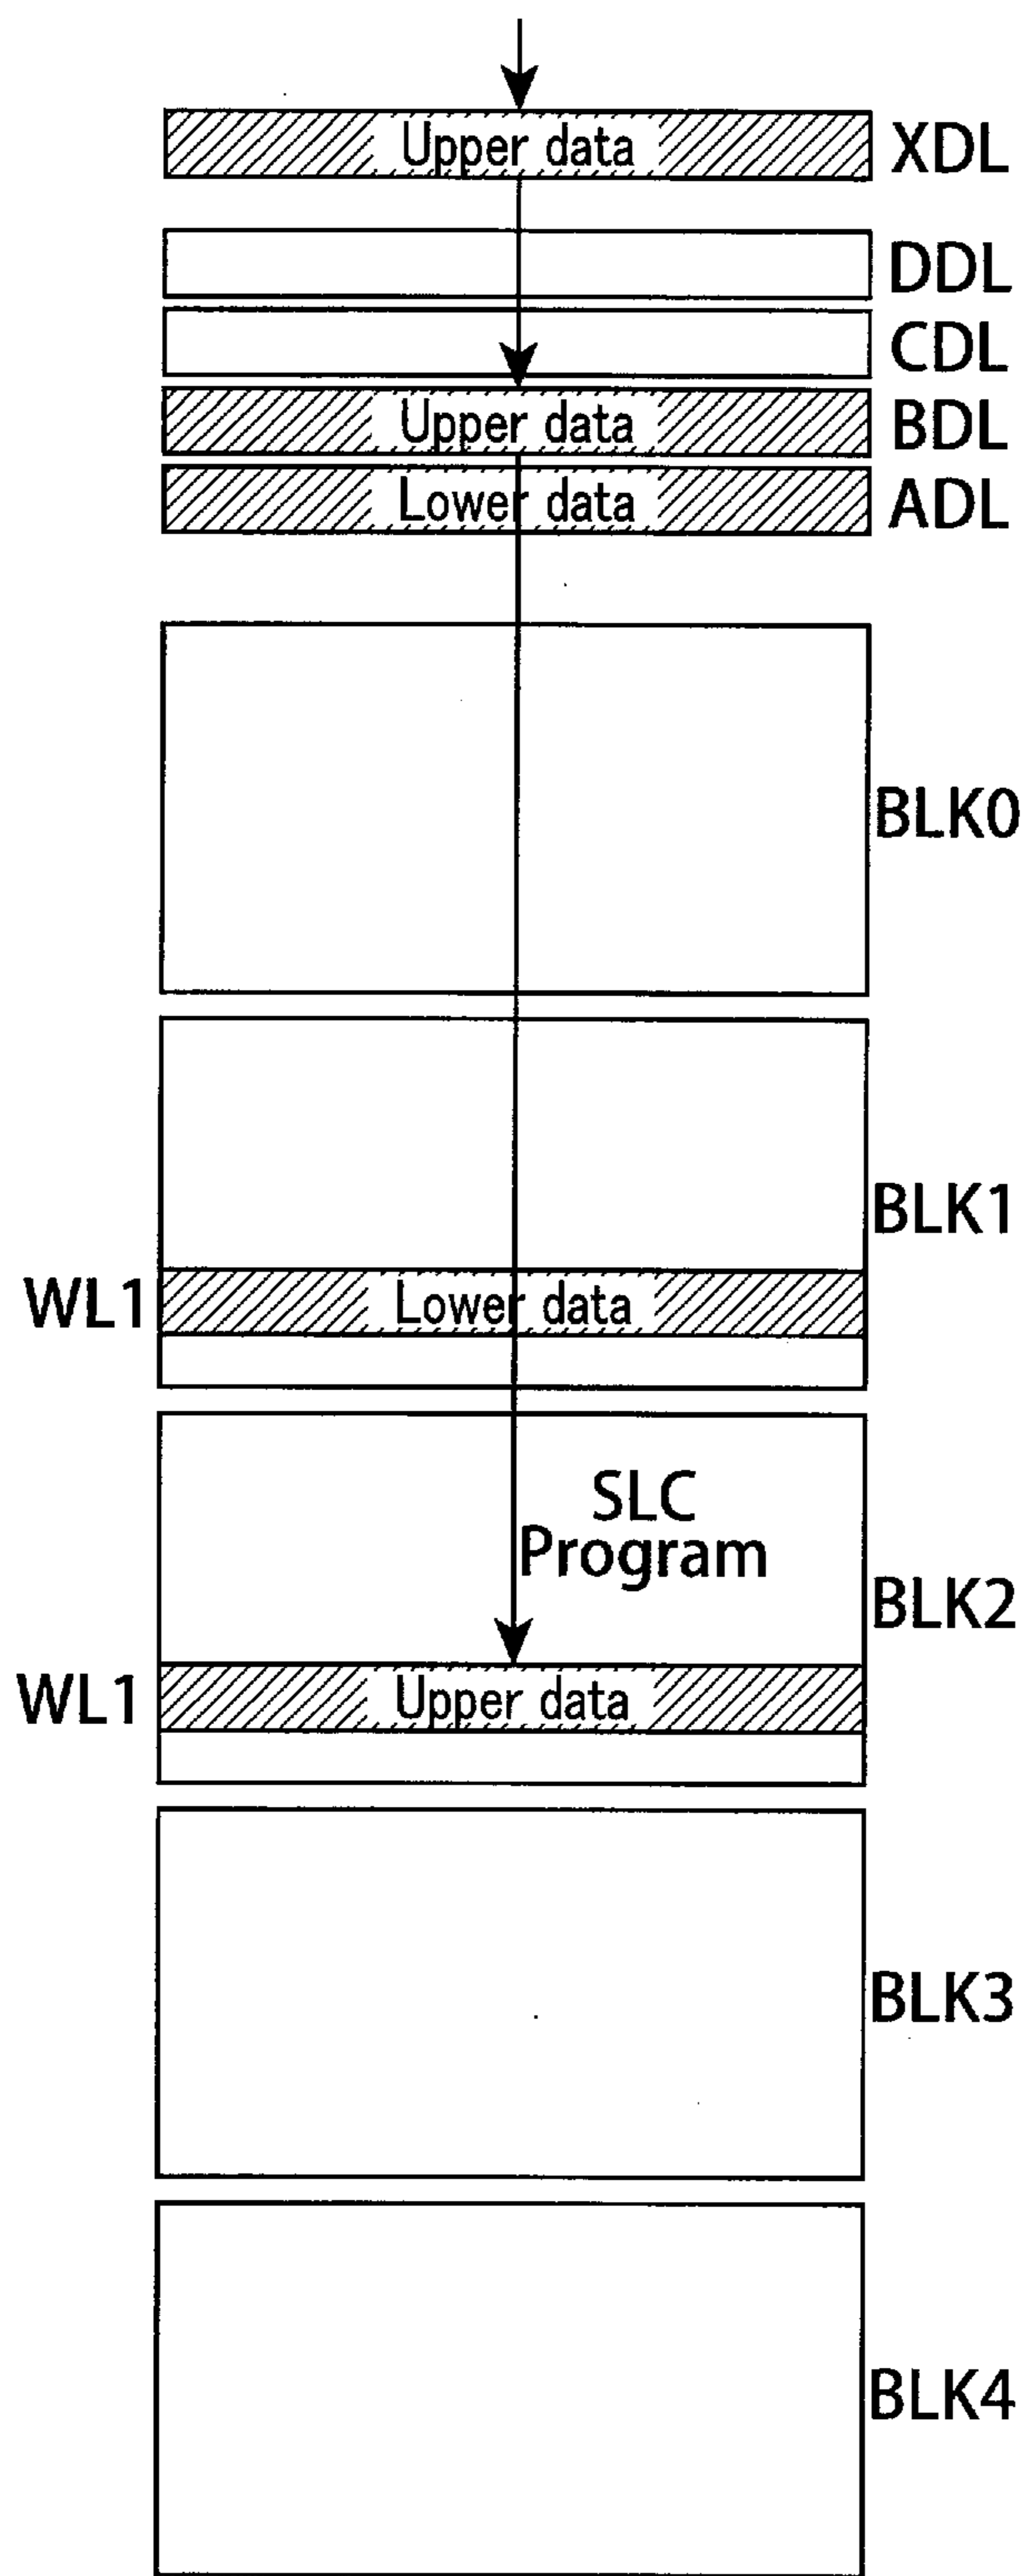 Upper data XDL
DDL
CDL
Upper data BDL
Lower data ADL
BLK0
BLK1
WL1 Lower data
SLC
Program
BLK2
WL1 Upper data
BLK3
BLK4